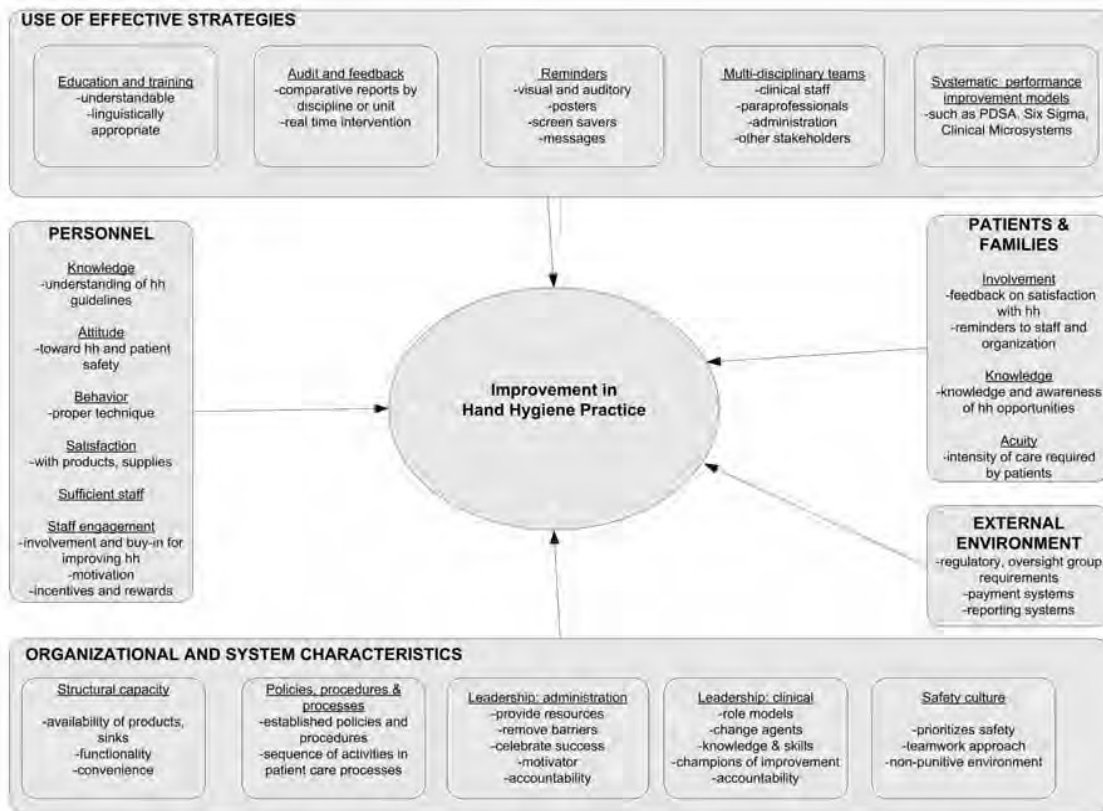 USE OF EFFECTIVE STRATEGIES
Education and training
-understandable
-linguistically
appropriate
Audit and feedback
-comparative reports by
discipline or unit
-real time intervention
Reminders
-visual and auditory
-posters
-screen savers
-messages
Multi-disciplinary teams
-clinical staff
-paraprofessionals
-administration
-other stakeholders
Systematic performance
improvement models
-such as PDSA, Six Sigma,
Clinical Microsystems
PERSONNEL
Knowledge
-understanding of hh
guidelines
Attitude
-toward hh and patient
safety
Behavior
-proper technique
Satisfaction
-with products, supplies
Sufficient staff
Staff engagement
-involvement and buy-in for
improving hh
-motivation
-incentives and rewards
Improvement in
Hand Hygiene Practice
PATIENTS &
FAMILIES
Involvement
-feedback on satisfaction
with hh
-reminders to staff and
organization
Knowledge
-knowledge and awareness
of hh opportunities
Acuity
-intensity of care required
by patients
EXTERNAL
ENVIRONMENT
-regulatory, oversight group
requirements
-payment systems
-reporting systems
ORGANIZATIONAL AND SYSTEM CHARACTERISTICS
Structural capacity
-availability of products,
sinks
-functionality
-convenience
Policies, procedures &
processes
-established policies and
procedures
-sequence of activities in
patient care processes
Leadership: administration
-provide resources
-remove barriers
-celebrate success
-motivator
-accountability
Leadership: clinical
-role models
-change agents
-knowledge & skills
-champions of improvement
-accountability
Safety culture
-prioritizes safety
-teamwork approach
-non-punitive environment